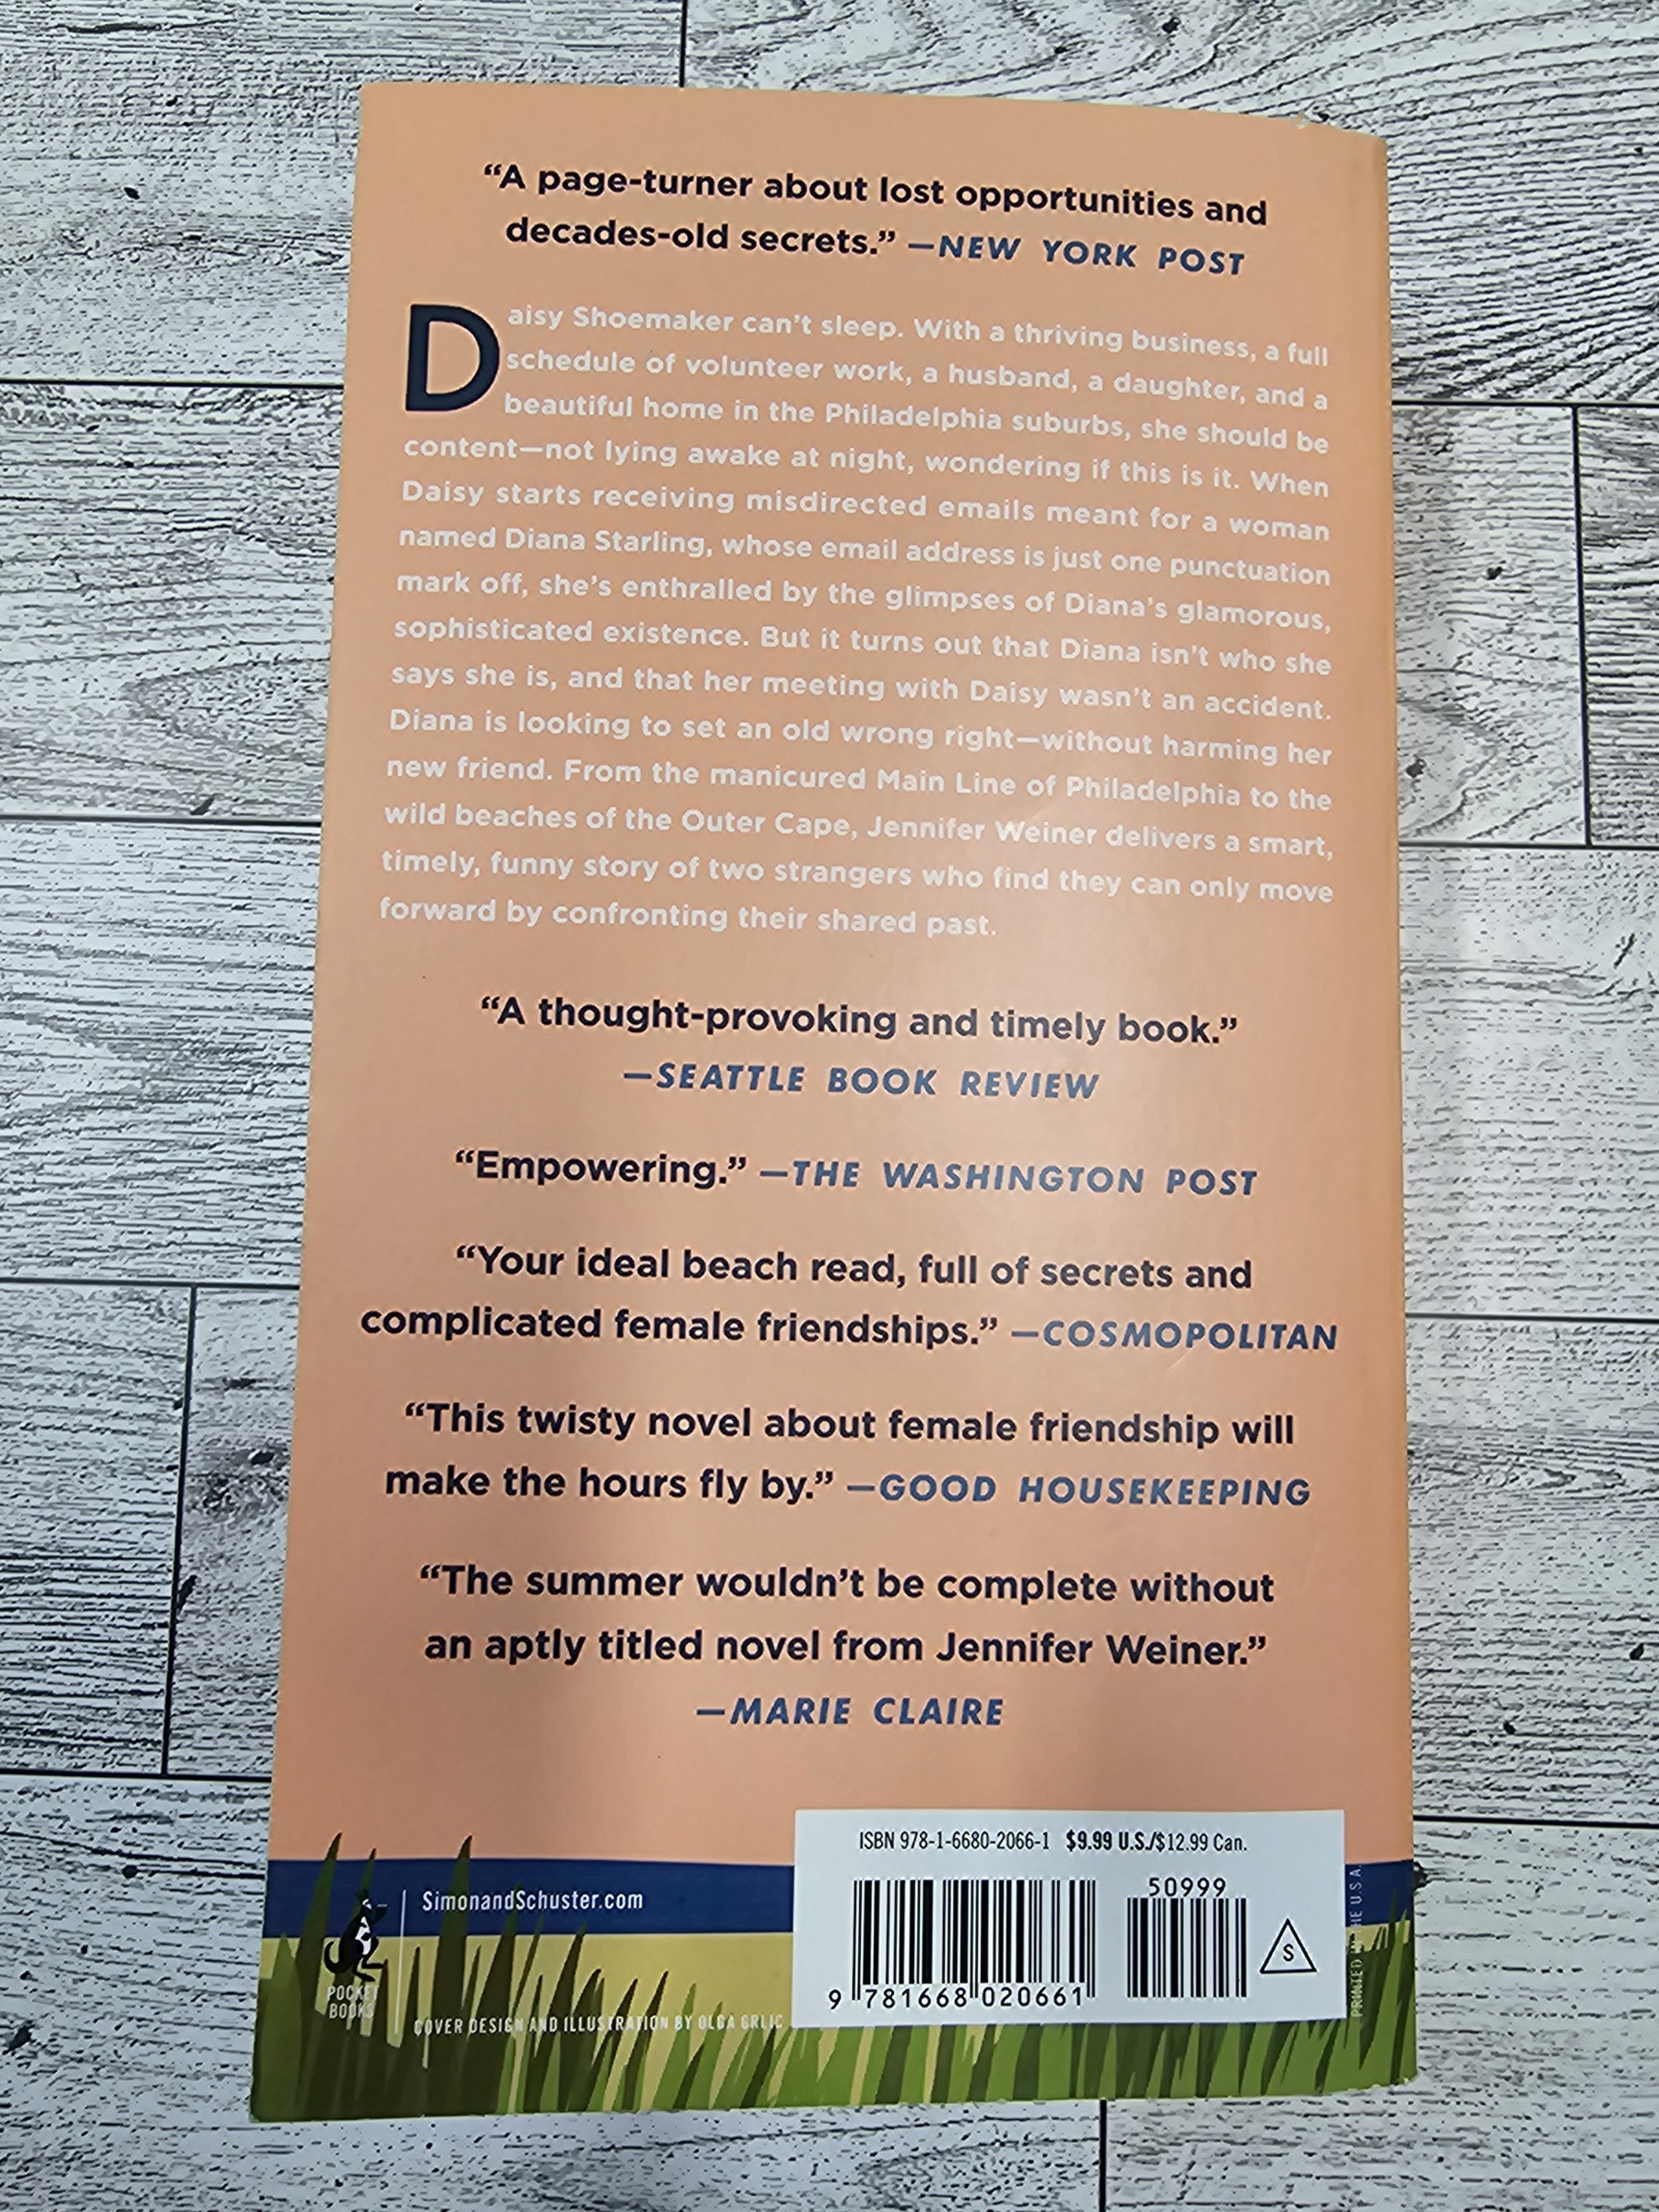 “A page-turner about lost opportunities and
decades-old secrets.” —NEW YORK POST
Daisy Shoemaker can’t sleep. With a thriving business, a full
schedule of volunteer work, a husband, a daughter, and a
beautiful home in the Philadelphia suburbs, she should be
content—not lying awake at night, wondering if this is it. When
Daisy starts receiving misdirected emails meant for a woman
named Diana Starling, whose email address is just one punctuation
mark off, she’s enthralled by the glimpses of Diana’s glamorous,
sophisticated existence. But it turns out that Diana isn’t who she
says she is, and that her meeting with Daisy wasn’t an accident.
Diana is looking to set an old wrong right—without harming her
new friend. From the manicured Main Line of Philadelphia to the
wild beaches of the Outer Cape, Jennifer Weiner delivers a smart,
timely, funny story of two strangers who find they can only move
forward by confronting their shared past.
“A thought-provoking and timely book.”
—SEATTLE BOOK REVIEW
“Empowering.” —THE WASHINGTON POST
“Your ideal beach read, full of secrets and
complicated female friendships.” —COSMOPOLITAN
“This twisty novel about female friendship will
make the hours fly by.” —GOOD HOUSEKEEPING
“The summer wouldn’t be complete without
an aptly titled novel from Jennifer Weiner.”
—MARIE CLAIRE
ISBN 978-1-6680-2066-1 $9.99 U.S./$12.99 Can.
50999
S
9 781668 020661
SimonandSchuster.com
POCKET
BOOKS
COVER DESIGN AND ILLUSTRATION BY OLGA GRLIC
PRINTED IN THE U.S.A.